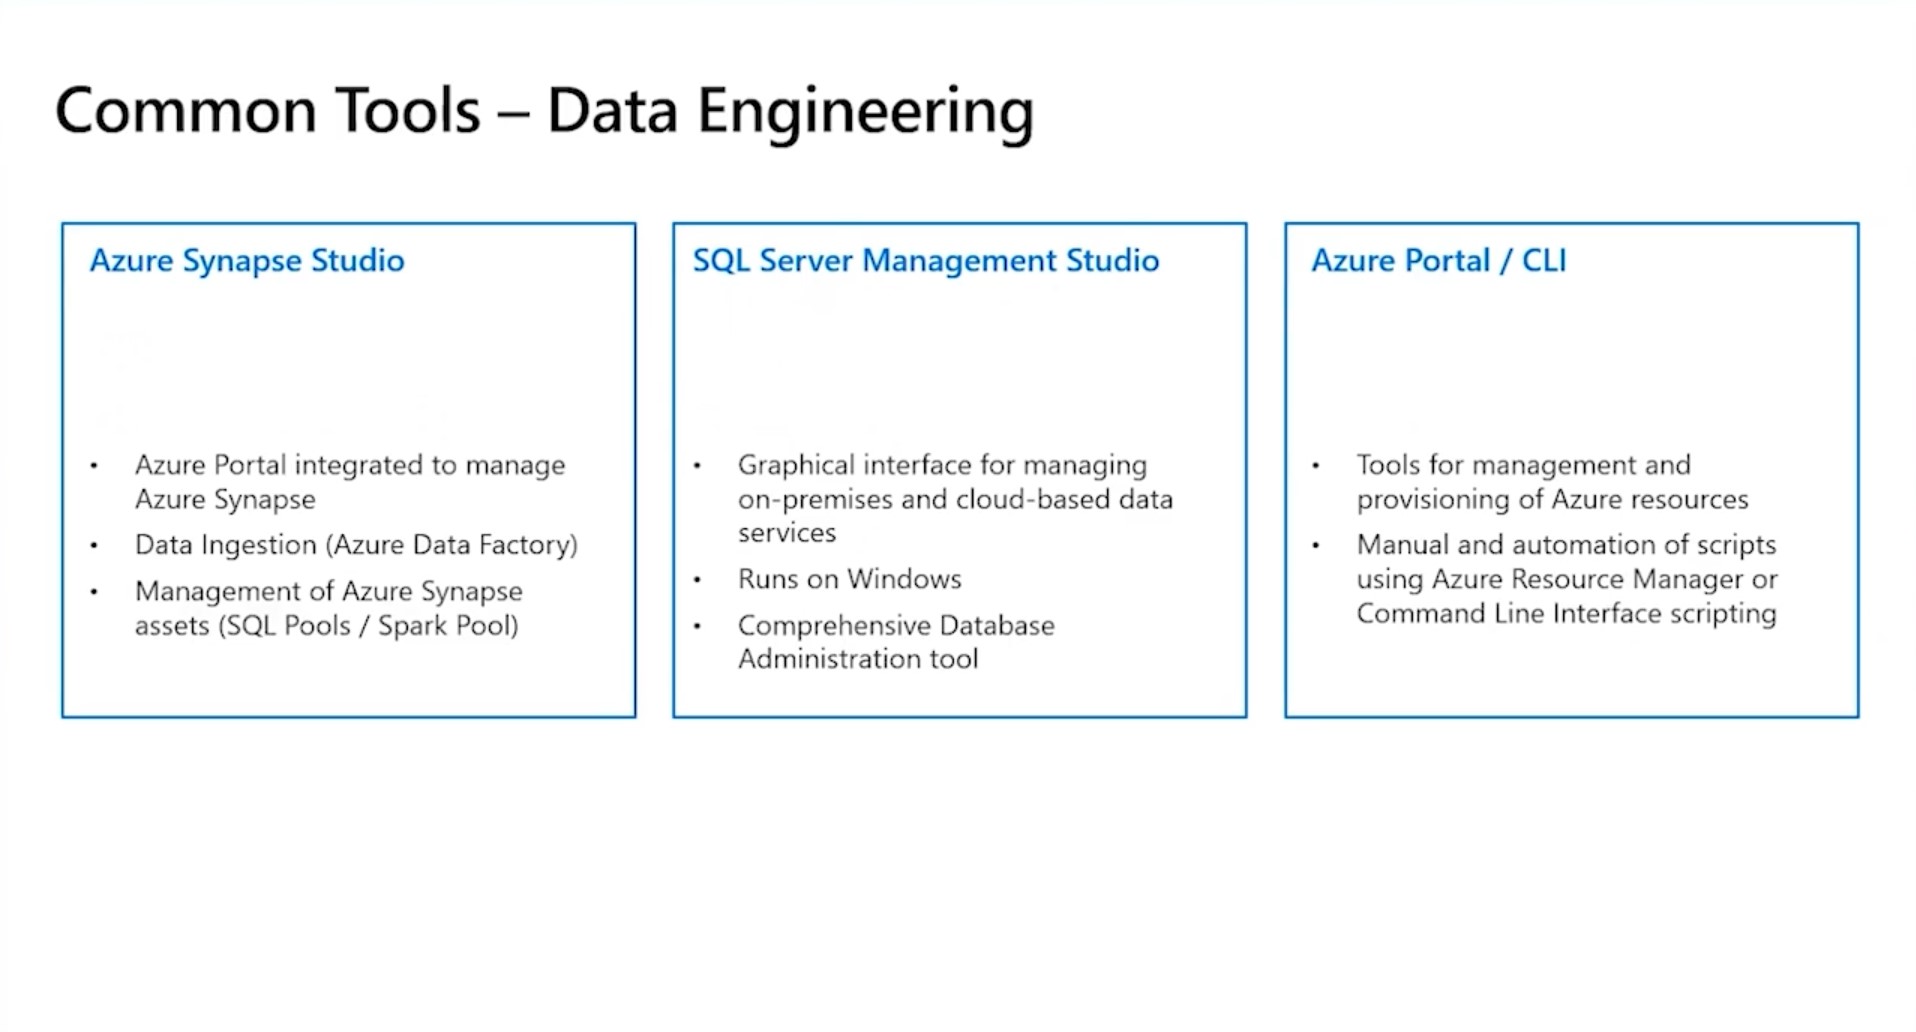 Common Tools – Data Engineering
Azure Synapse Studio
• Azure Portal integrated to manage
Azure Synapse
• Data Ingestion (Azure Data Factory)
• Management of Azure Synapse
assets (SQL Pools / Spark Pool)
SQL Server Management Studio
• Graphical interface for managing
on-premises and cloud-based data
services
• Runs on Windows
• Comprehensive Database
Administration tool
Azure Portal / CLI
• Tools for management and
provisioning of Azure resources
• Manual and automation of scripts
using Azure Resource Manager or
Command Line Interface scripting